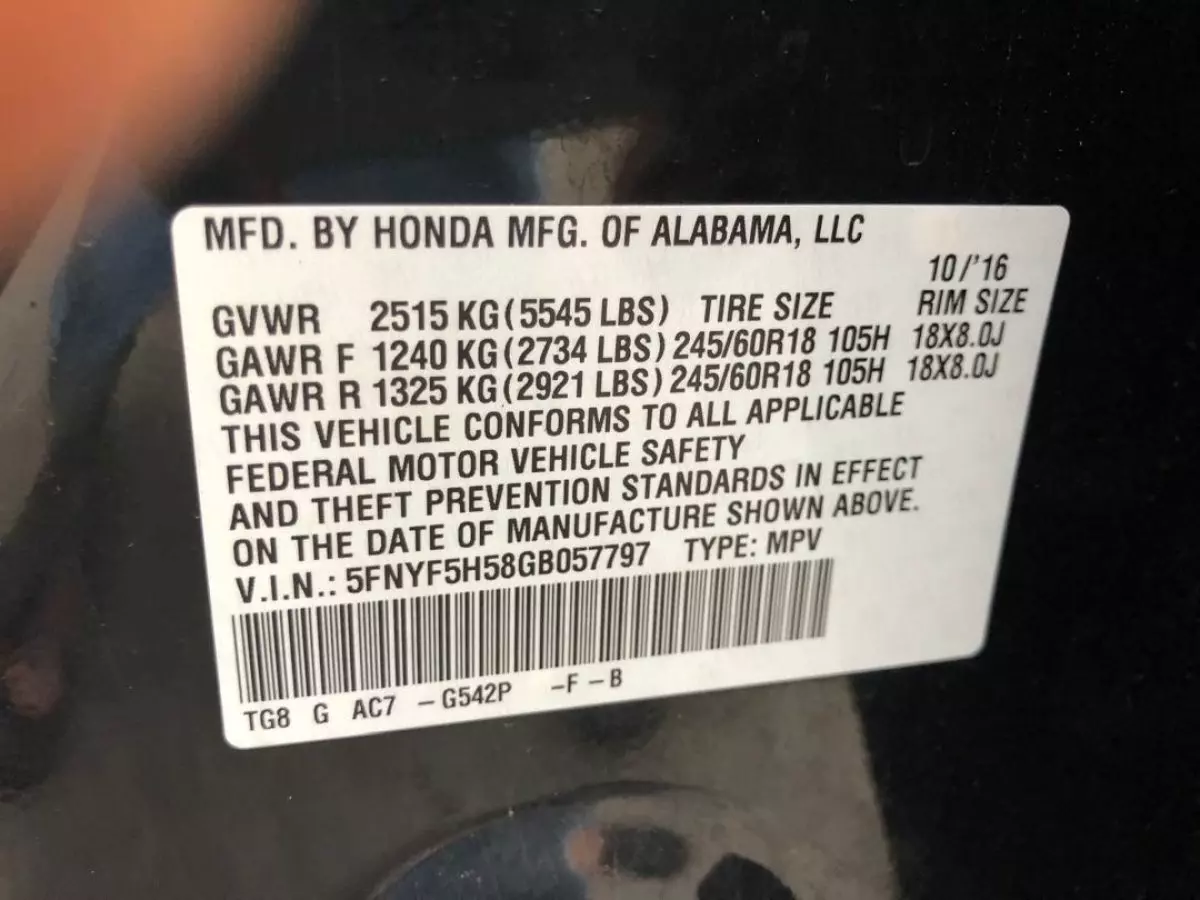 MFD. BY HONDA MFG. OF ALABAMA, LLC
10/'16
GVWR 2515 KG (5545 LBS) TIRE SIZE RIM SIZE
GAWR F 1240 KG (2734 LBS) 245/60R18 105H 18X8.0J
GAWR R 1325 KG (2921 LBS) 245/60R18 105H 18X8.0J
THIS VEHICLE CONFORMS TO ALL APPLICABLE
FEDERAL MOTOR VEHICLE SAFETY
AND THEFT PREVENTION STANDARDS IN EFFECT
ON THE DATE OF MANUFACTURE SHOWN ABOVE.
V.I.N.: 5FNYF5H58GB057797 TYPE: MPV
TG8 G AC7 – G542P –F – B